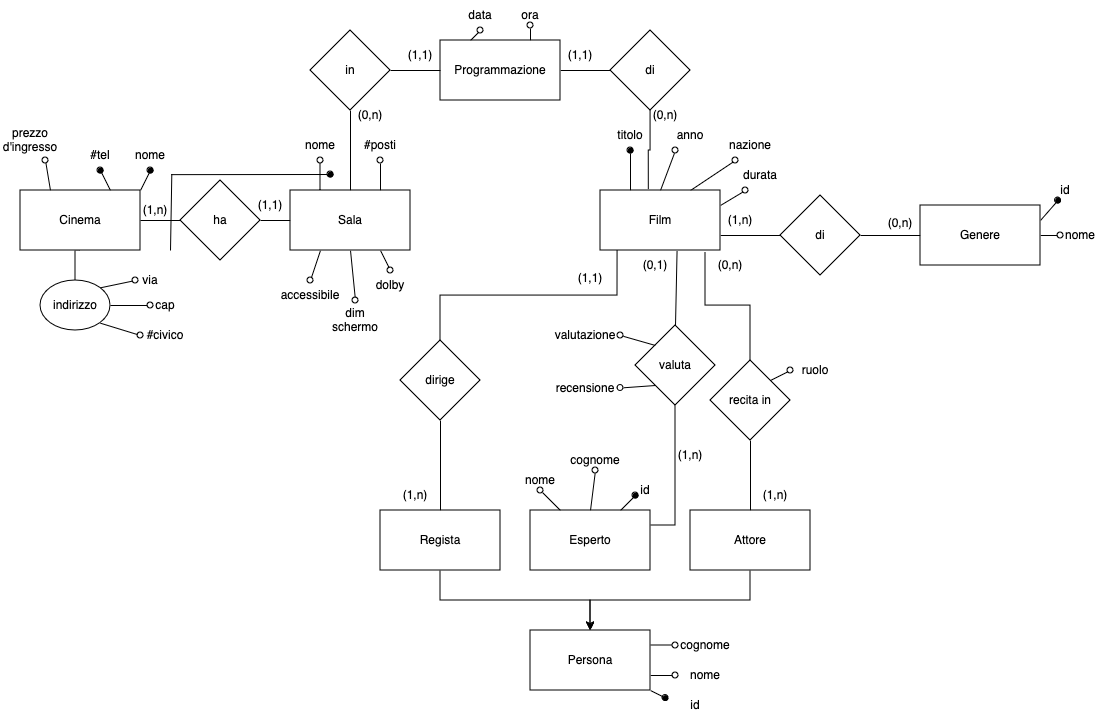 data
ora
in
(1,1)
Programmazione
(1,1)
di
(0,n)
(0,n)
prezzo
d'ingresso
#tel
nome
nome
#posti
titolo
anno
nazione
durata
id
Cinema
(1,n)
ha
(1,1)
Sala
Film
(1,n)
di
(0,n)
Genere
nome
indirizzo
via
cap
#civico
accessibile
dim
schermo
dolby
(1,1)
(0,1)
(0,n)
valutazione
recensione
valuta
dirige
recita in
ruolo
(1,n)
nome
cognome
id
(1,n)
(1,n)
Regista
Esperto
Attore
Persona
cognome
nome
id